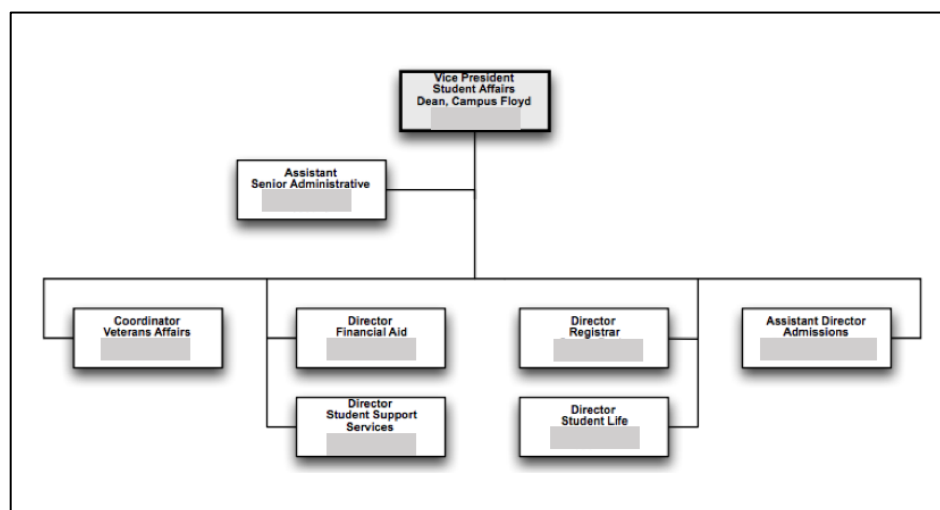 Vice President
Student Affairs
Dean, Campus Floyd
Assistant
Senior Administrative
Coordinator
Veterans Affairs
Director
Financial Aid
Director
Registrar
Assistant Director
Admissions
Director
Student Support
Services
Director
Student Life